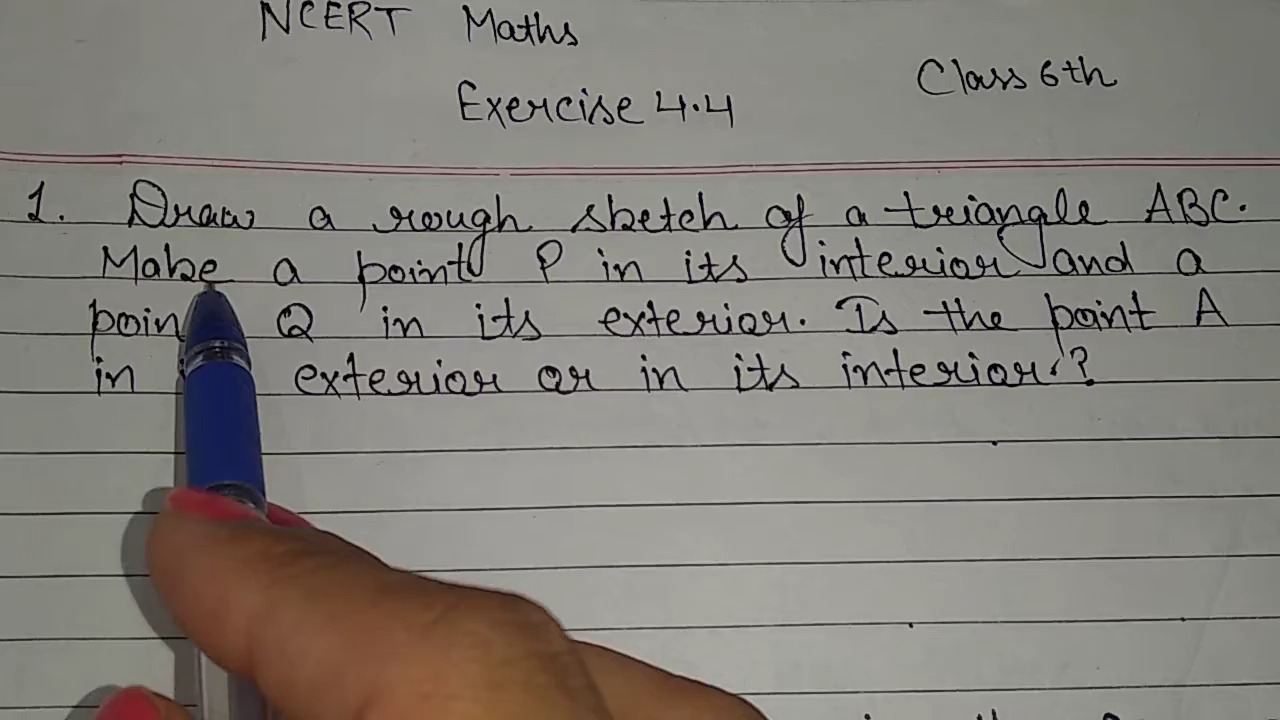 NCERT Maths
Class 6th
Exercise 4.4
1. Draw a rough sketch of a triangle ABC.
Make a point P in its interior and a
poin Q in its exterior. Is the point A
in exterior or in its interior?